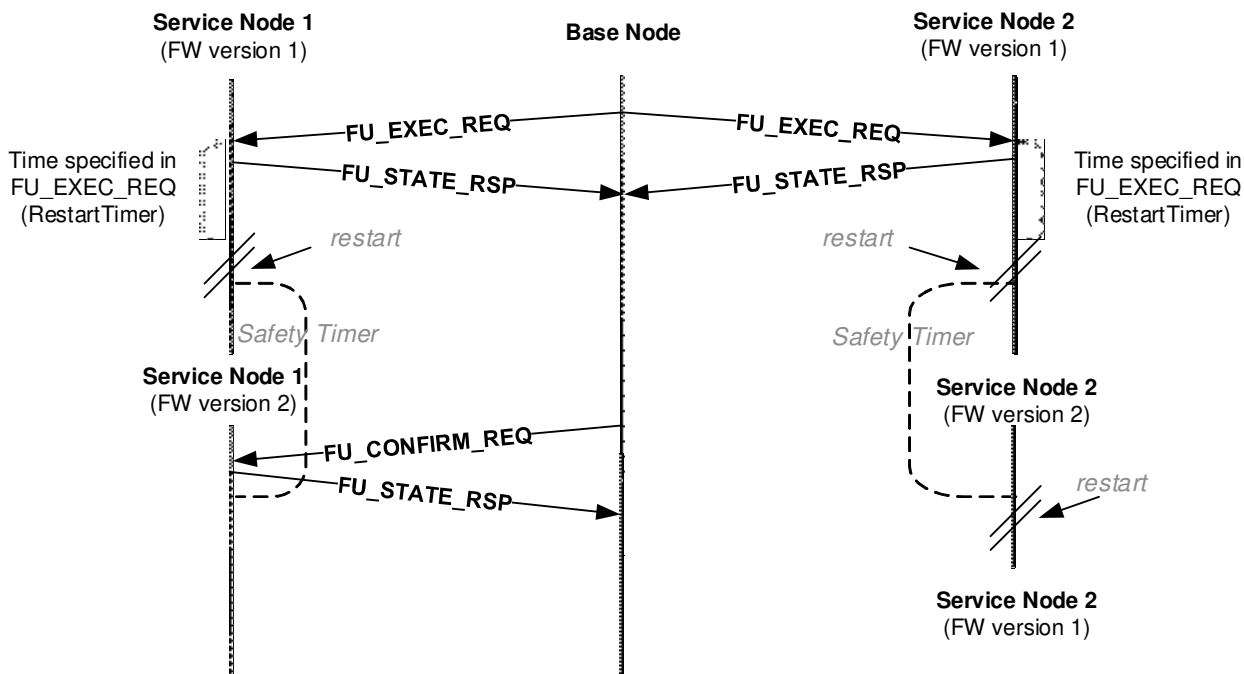 Service Node 1
(FW version 1)
Base Node
Service Node 2
(FW version 1)
FU_EXEC_REQ
FU_EXEC_REQ
Time specified in
FU_EXEC_REQ
(RestartTimer)
FU_STATE_RSP
FU_STATE_RSP
Time specified in
FU_EXEC_REQ
(RestartTimer)
restart
restart
Safety Timer
Safety Timer
Service Node 1
(FW version 2)
Service Node 2
(FW version 2)
FU_CONFIRM_REQ
FU_STATE_RSP
restart
Service Node 2
(FW version 1)